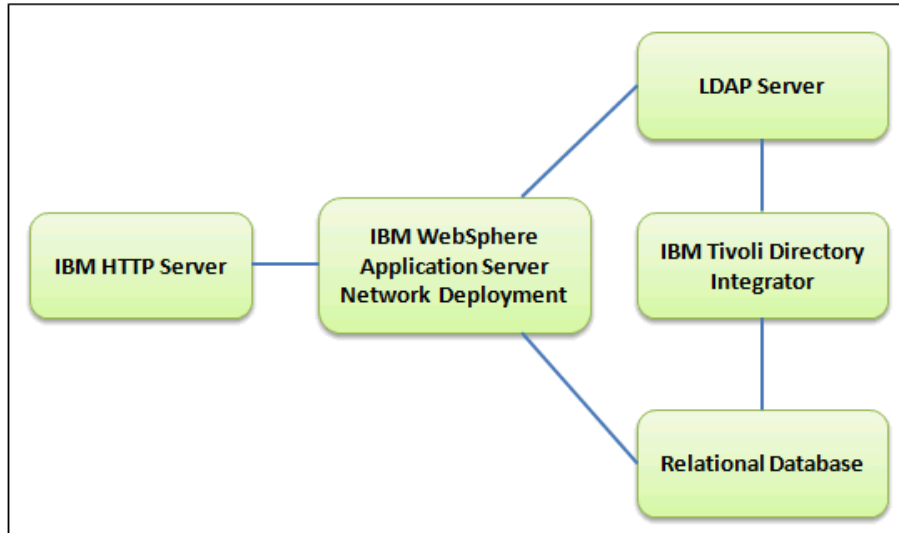 LDAP Server
IBM HTTP Server
IBM WebSphere
Application Server
Network Deployment
IBM Tivoli Directory
Integrator
Relational Database